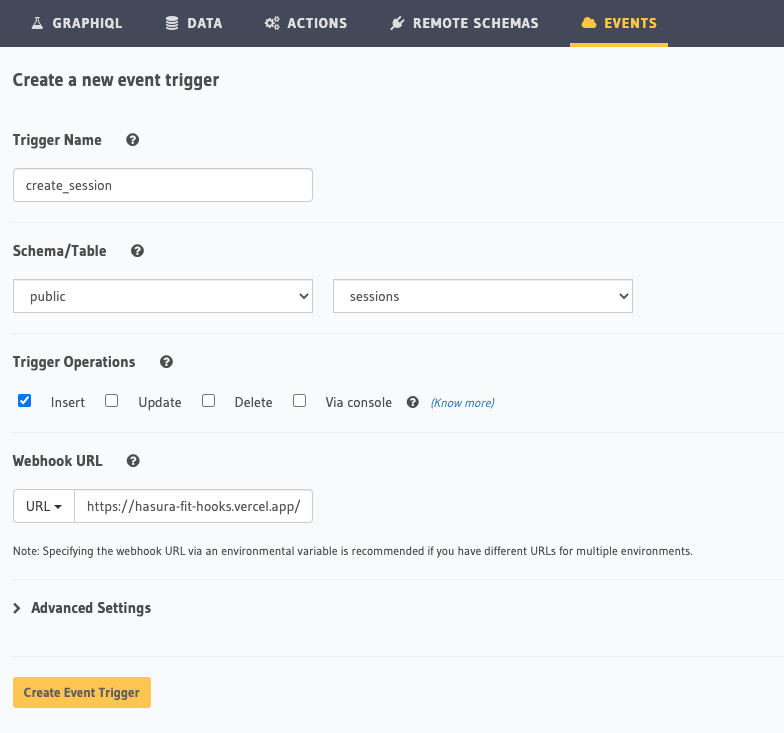 GRAPHIQL DATA ACTIONS REMOTE SCHEMAS EVENTS
Create a new event trigger
Trigger Name
create_session
Schema/Table
public sessions
Trigger Operations
Insert Update Delete Via console (Know more)
Webhook URL
URL https://hasura-fit-hooks.vercel.app/
Note: Specifying the webhook URL via an environmental variable is recommended if you have different URLs for multiple environments.
Advanced Settings
Create Event Trigger